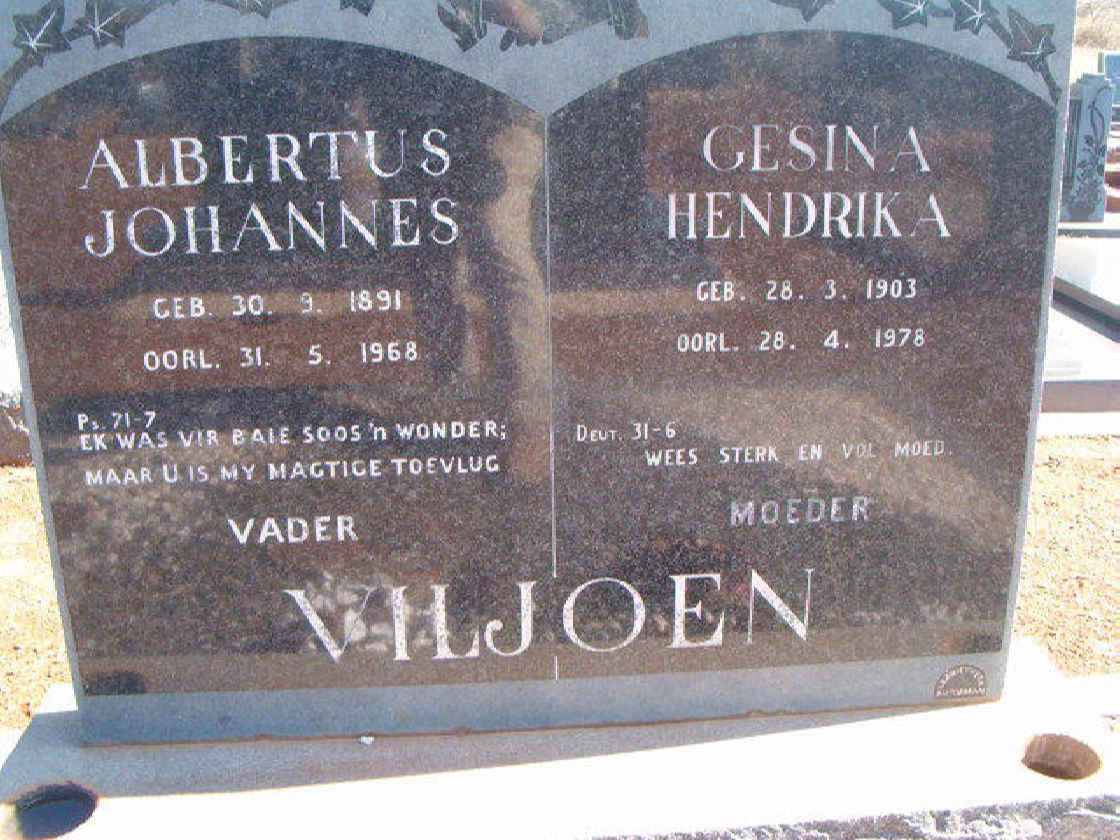 ALBERTUS
JOHANNES
GEB. 30. 9. 1891
OORL. 31. 5. 1968
Ps. 71-7
EK WAS VIR BAIE SOOS 'n WONDER;
MAAR U IS MY MAGTIGE TOEVLUG
VADER
GESINA
HENDRIKA
GEB. 28. 3. 1903
OORL. 28. 4. 1978
DEUT. 31-6
WEES STERK EN VOL MOED.
MOEDER
VILJOEN